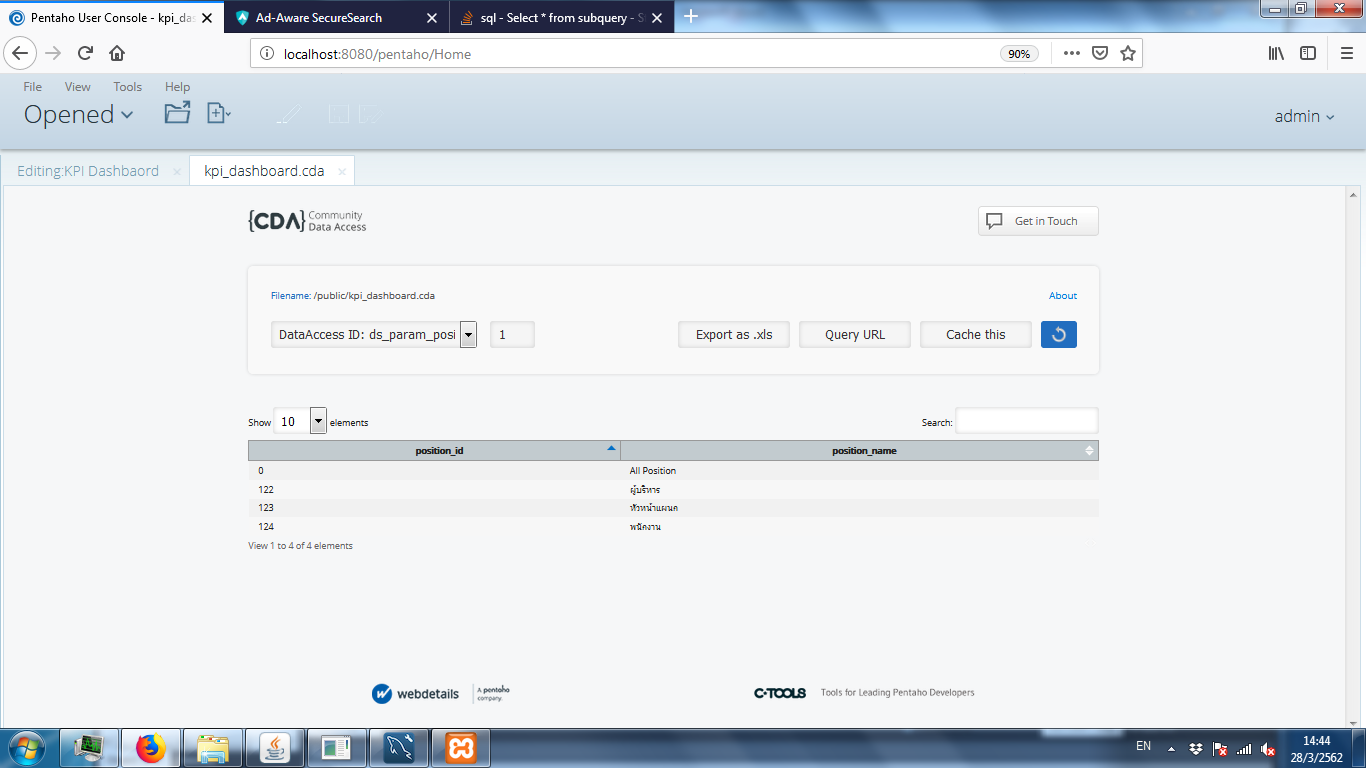 Pentaho User Console - kpi_das
Ad-Aware SecureSearch
sql - Select * from subquery - S
localhost:8080/pentaho/Home
90%
File View Tools Help
Opened
admin
Editing:KPI Dashbaord
kpi_dashboard.cda
{CDA} Community Data Access
Get in Touch
Filename: /public/kpi_dashboard.cda
About
DataAccess ID: ds_param_posi
1
Export as .xls
Query URL
Cache this
Show 10 elements
Search:
position_id position_name
0 All Position
122 ผู้บริหาร
123 หัวหน้าแผนก
124 พนักงาน
View 1 to 4 of 4 elements
webdetails
A pentaho company.
C-TOOLS
Tools for Leading Pentaho Developers
EN
14:44
28/3/2562